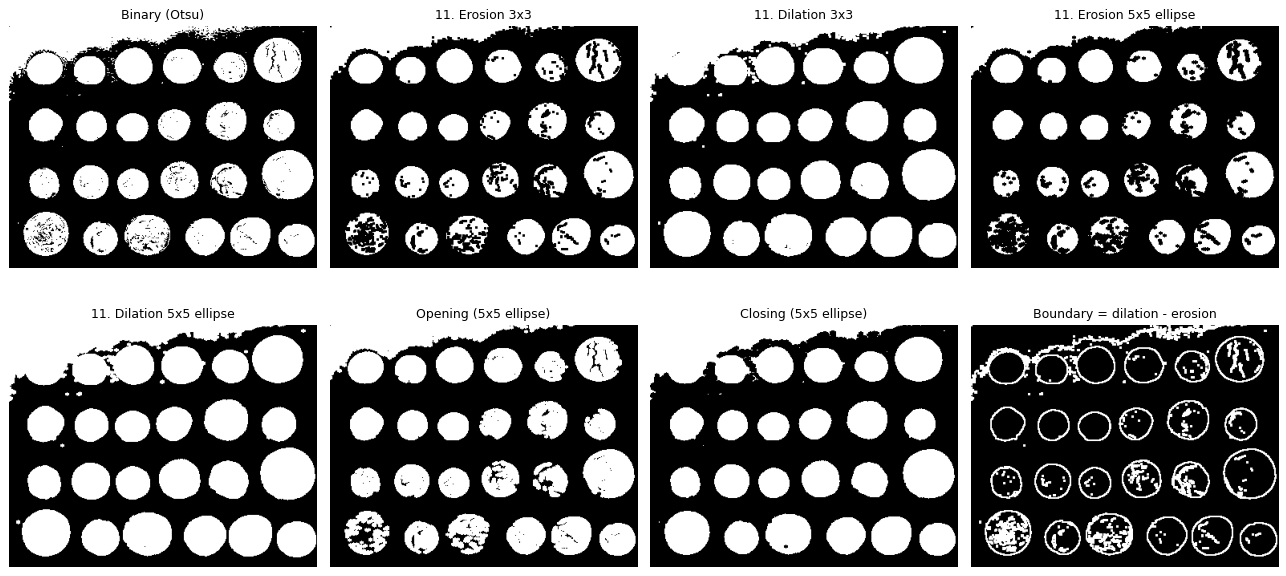 Binary (Otsu)
11. Erosion 3x3
11. Dilation 3x3
11. Erosion 5x5 ellipse
11. Dilation 5x5 ellipse
Opening (5x5 ellipse)
Closing (5x5 ellipse)
Boundary = dilation - erosion